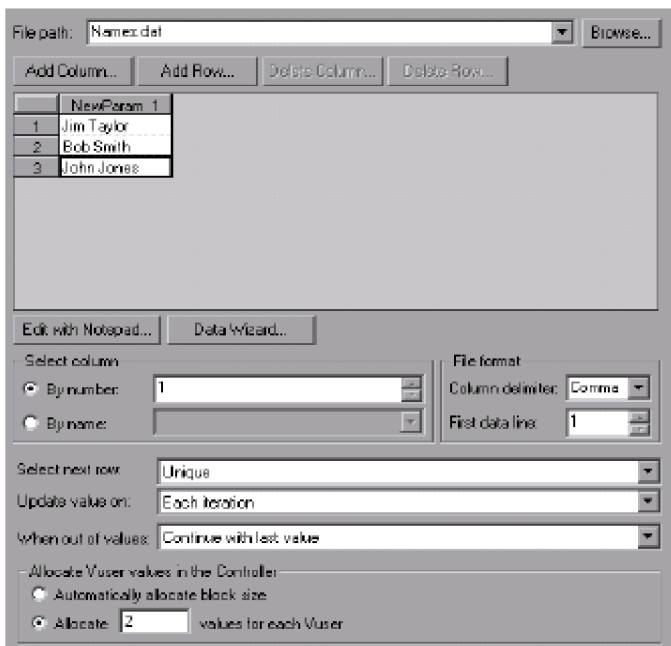 File path: Names.dat Browse...
Add Column... Add Row... Delete Column... Delete Row...
NewParam_1
1 Jim Taylor
2 Bob Smith
3 John Jones
Edit with Notepad... Data Wizard...
Select column File format
By number: 1 Column delimiter: Comma
By name: First data line: 1
Select next row: Unique
Update value on: Each iteration
When out of values: Continue with last value
Allocate Vuser values in the Controller
Automatically allocate block size
Allocate 2 values for each Vuser